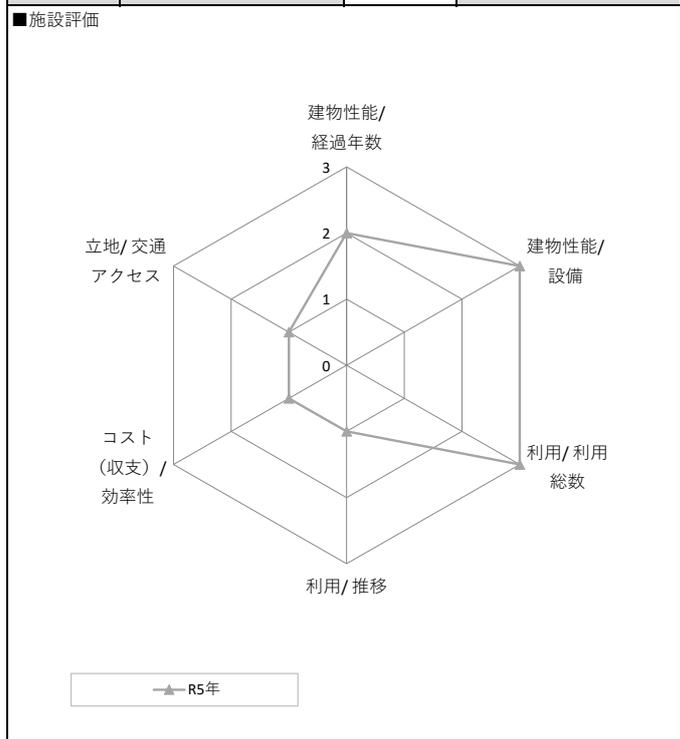 ■施設評価
建物性能/
経過年数
3
2
1
0
建物性能/
設備
利用/ 利用
総数
利用/ 推移
コスト
（収支）/
効率性
立地/ 交通
アクセス
R5年